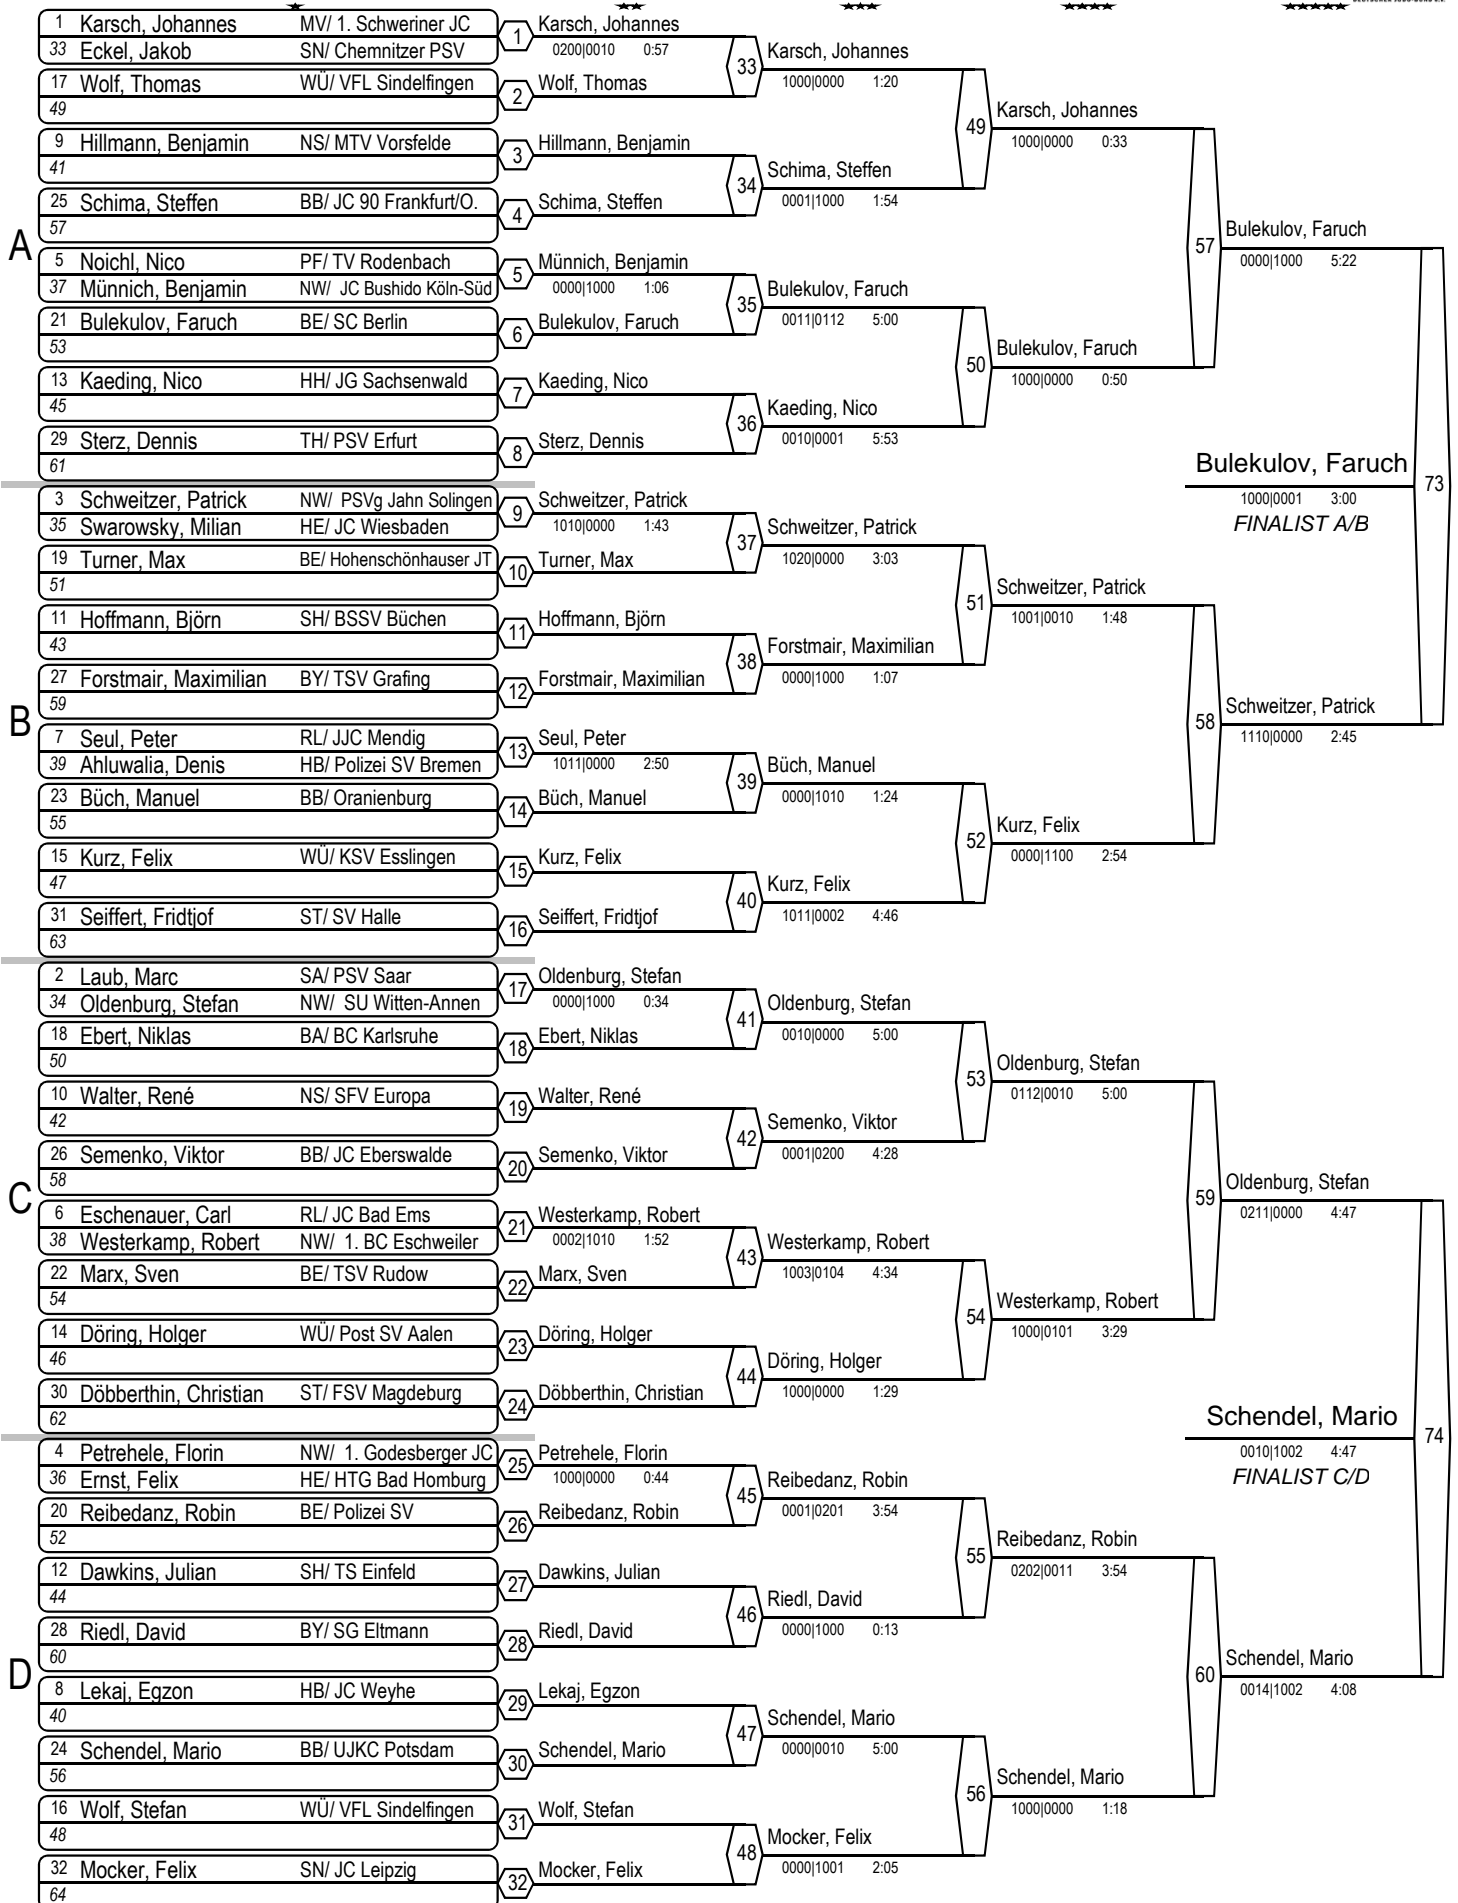 1 Karsch, Johannes MV/ 1. Schweriner JC
33 Eckel, Jakob SN/ Chemnitzer PSV
1
Karsch, Johannes
0200|0010 0:57
17 Wolf, Thomas WÜ/ VFL Sindelfingen
49
2
Wolf, Thomas
33
Karsch, Johannes
1000|0000 1:20
9 Hillmann, Benjamin NS/ MTV Vorsfelde
41
3
Hillmann, Benjamin
25 Schima, Steffen BB/ JC 90 Frankfurt/O.
57
4
Schima, Steffen
34
Schima, Steffen
0001|1000 1:54
49
Karsch, Johannes
1000|0000 0:33
A
5 Noichl, Nico PF/ TV Rodenbach
37 Münnich, Benjamin NW/ JC Bushido Köln-Süd
5
Münnich, Benjamin
0000|1000 1:06
21 Bulekulov, Faruch BE/ SC Berlin
53
6
Bulekulov, Faruch
35
Bulekulov, Faruch
0011|0112 5:00
13 Kaeding, Nico HH/ JG Sachsenwald
45
7
Kaeding, Nico
29 Sterz, Dennis TH/ PSV Erfurt
61
8
Sterz, Dennis
36
Kaeding, Nico
0010|0001 5:53
50
Bulekulov, Faruch
1000|0000 0:50
57
Bulekulov, Faruch
0000|1000 5:22
3 Schweitzer, Patrick NW/ PSVg Jahn Solingen
35 Swarowsky, Milian HE/ JC Wiesbaden
9
Schweitzer, Patrick
1010|0000 1:43
19 Turner, Max BE/ Hohenschönhauser JT
51
10
Turner, Max
37
Schweitzer, Patrick
1020|0000 3:03
11 Hoffmann, Björn SH/ BSSV Büchen
43
11
Hoffmann, Björn
27 Forstmair, Maximilian BY/ TSV Grafing
59
12
Forstmair, Maximilian
38
Forstmair, Maximilian
0000|1000 1:07
51
Schweitzer, Patrick
1001|0010 1:48
B
7 Seul, Peter RL/ JJC Mendig
39 Ahluwalia, Denis HB/ Polizei SV Bremen
13
Seul, Peter
1011|0000 2:50
23 Büch, Manuel BB/ Oranienburg
55
14
Büch, Manuel
39
Büch, Manuel
0000|1010 1:24
15 Kurz, Felix WÜ/ KSV Esslingen
47
15
Kurz, Felix
31 Seiffert, Fridtjof ST/ SV Halle
63
16
Seiffert, Fridtjof
40
Kurz, Felix
1011|0002 4:46
52
Kurz, Felix
0000|1100 2:54
58
Schweitzer, Patrick
1110|0000 2:45
73
Bulekulov, Faruch
1000|0001 3:00
FINALIST A/B
2 Laub, Marc SA/ PSV Saar
34 Oldenburg, Stefan NW/ SU Witten-Annen
17
Oldenburg, Stefan
0000|1000 0:34
18 Ebert, Niklas BA/ BC Karlsruhe
50
18
Ebert, Niklas
41
Oldenburg, Stefan
0010|0000 5:00
10 Walter, René NS/ SFV Europa
42
19
Walter, René
26 Semenko, Viktor BB/ JC Eberswalde
58
20
Semenko, Viktor
42
Semenko, Viktor
0001|0200 4:28
53
Oldenburg, Stefan
0112|0010 5:00
C
6 Eschenauer, Carl RL/ JC Bad Ems
38 Westerkamp, Robert NW/ 1. BC Eschweiler
21
Westerkamp, Robert
0002|1010 1:52
22 Marx, Sven BE/ TSV Rudow
54
22
Marx, Sven
43
Westerkamp, Robert
1003|0104 4:34
14 Döring, Holger WÜ/ Post SV Aalen
46
23
Döring, Holger
30 Döbberthin, Christian ST/ FSV Magdeburg
62
24
Döbberthin, Christian
44
Döring, Holger
1000|0000 1:29
54
Westerkamp, Robert
1000|0101 3:29
59
Oldenburg, Stefan
0211|0000 4:47
4 Petrehele, Florin NW/ 1. Godesberger JC
36 Ernst, Felix HE/ HTG Bad Homburg
25
Petrehele, Florin
1000|0000 0:44
20 Reibedanz, Robin BE/ Polizei SV
52
26
Reibedanz, Robin
45
Reibedanz, Robin
0001|0201 3:54
12 Dawkins, Julian SH/ TS Einfeld
44
27
Dawkins, Julian
28 Riedl, David BY/ SG Eltmann
60
28
Riedl, David
46
Riedl, David
0000|1000 0:13
55
Reibedanz, Robin
0202|0011 3:54
D
8 Lekaj, Egzon HB/ JC Weyhe
40
29
Lekaj, Egzon
24 Schendel, Mario BB/ UJKC Potsdam
56
30
Schendel, Mario
47
Schendel, Mario
0000|0010 5:00
16 Wolf, Stefan WÜ/ VFL Sindelfingen
48
31
Wolf, Stefan
32 Mocker, Felix SN/ JC Leipzig
64
32
Mocker, Felix
48
Mocker, Felix
0000|1001 2:05
56
Schendel, Mario
1000|0000 1:18
60
Schendel, Mario
0014|1002 4:08
74
Schendel, Mario
0010|1002 4:47
FINALIST C/D